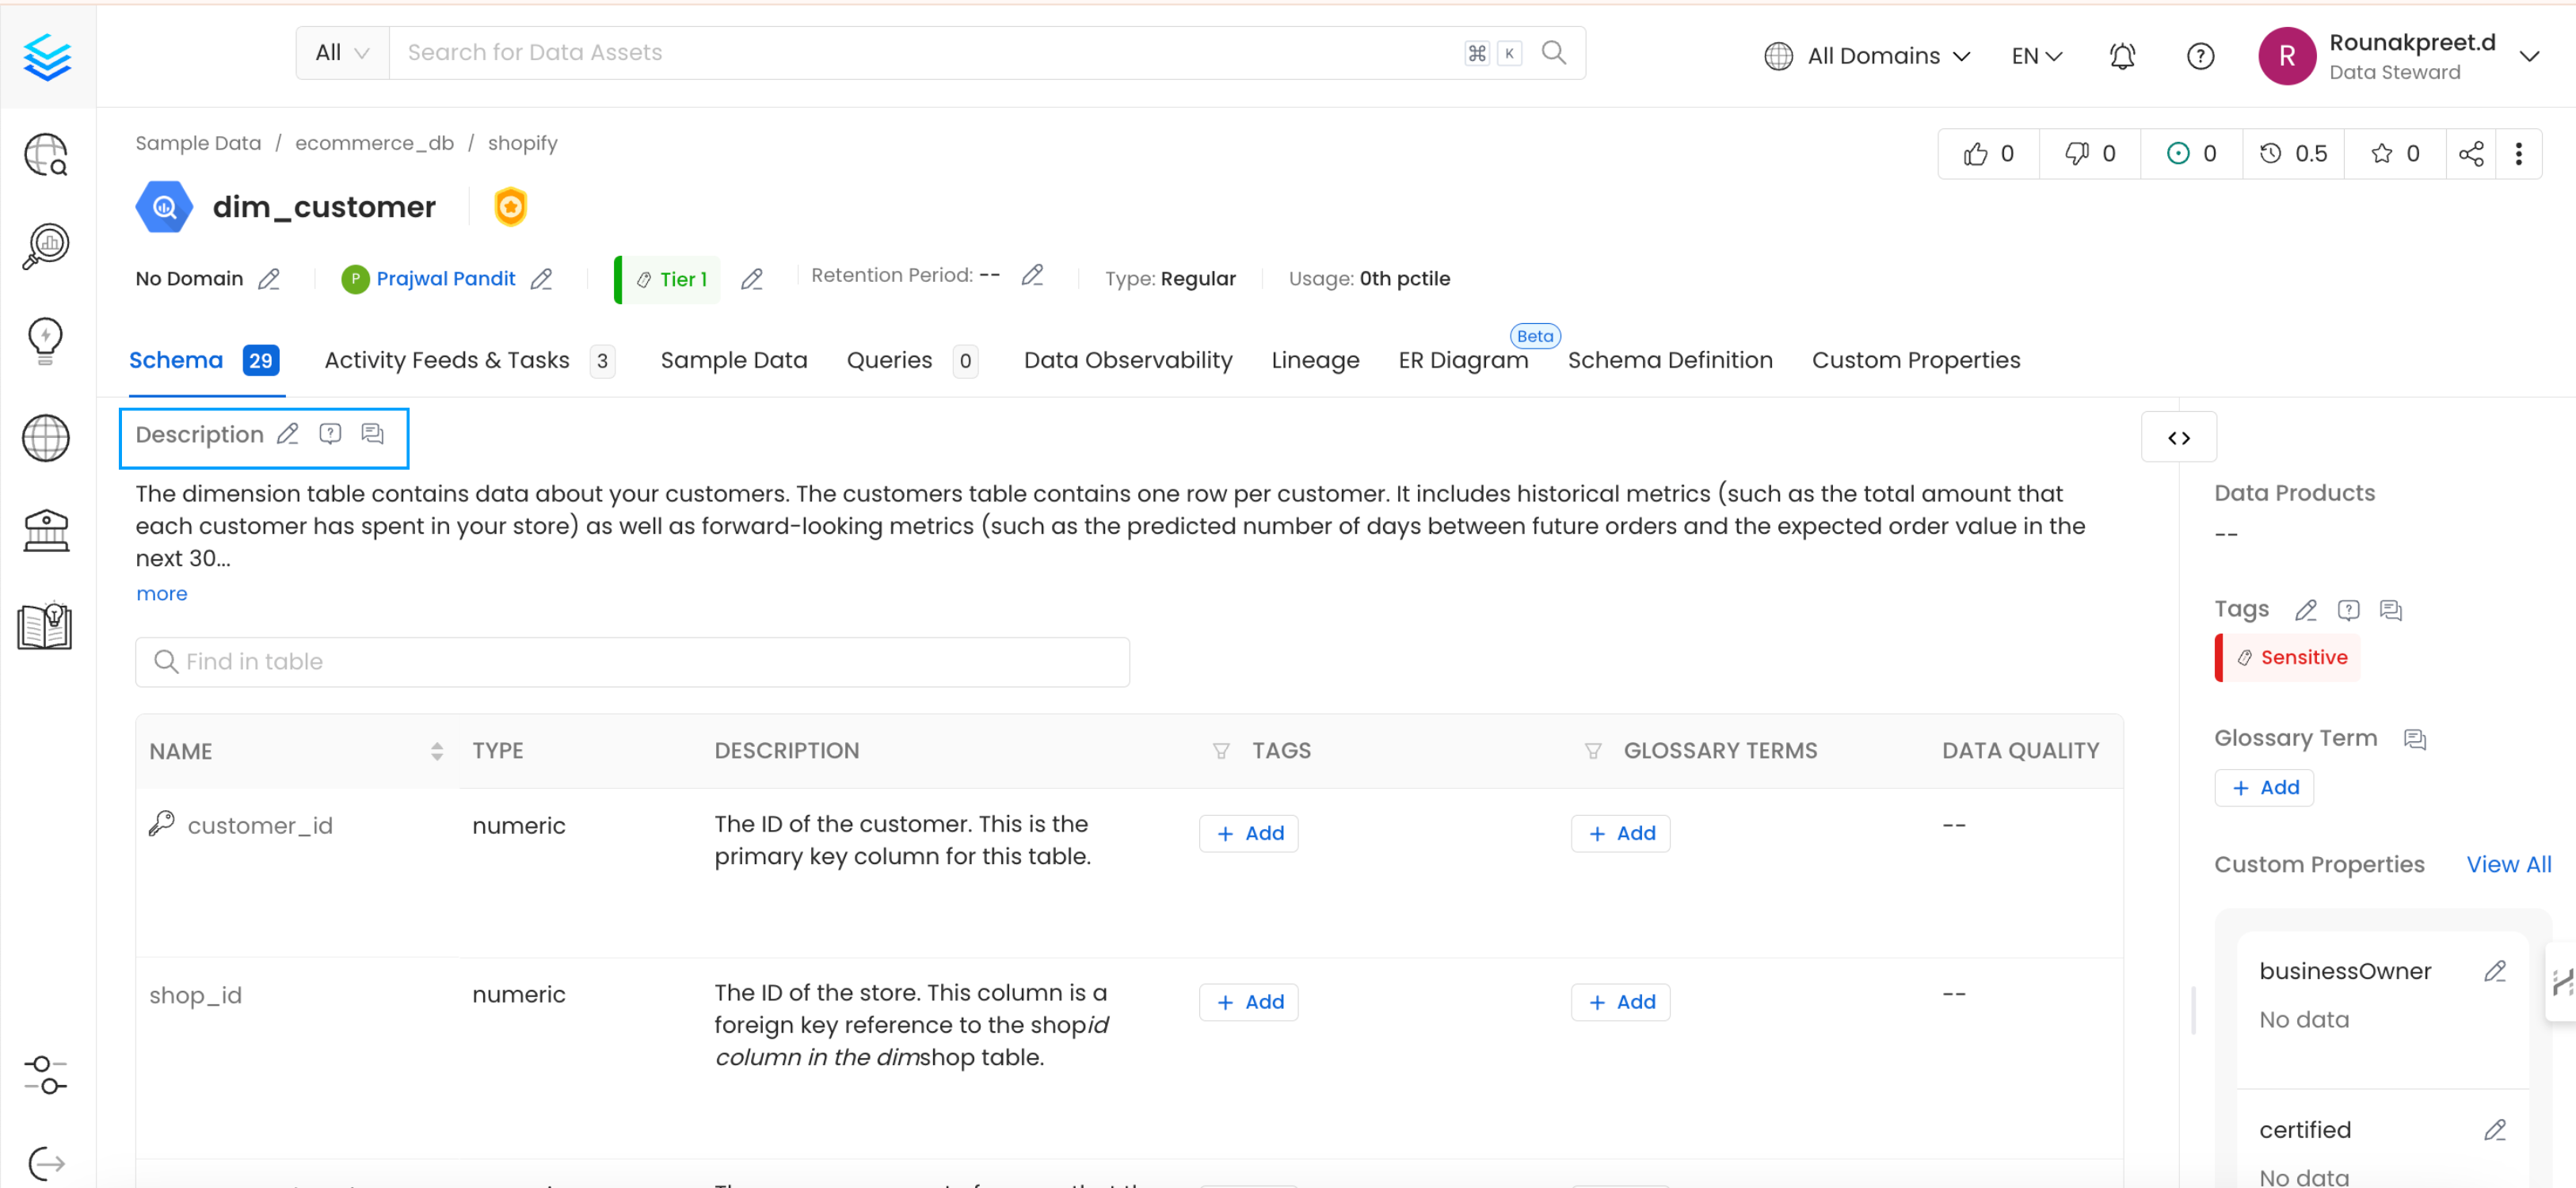 All Search for Data Assets ⌘ K All Domains EN R Rounakpreet.d
Data Steward
Sample Data / ecommerce_db / shopify
0 0 0 0.5 0
dim_customer
No Domain P Prajwal Pandit Tier 1 Retention Period: -- Type: Regular Usage: 0th pctile
Schema 29 Activity Feeds & Tasks 3 Sample Data Queries 0 Data Observability Lineage ER Diagram Beta Schema Definition Custom Properties
Description
The dimension table contains data about your customers. The customers table contains one row per customer. It includes historical metrics (such as the total amount that
each customer has spent in your store) as well as forward-looking metrics (such as the predicted number of days between future orders and the expected order value in the
next 30...
more
Find in table
NAME TYPE DESCRIPTION TAGS GLOSSARY TERMS DATA QUALITY
customer_id numeric The ID of the customer. This is the + Add + Add --
primary key column for this table.
shop_id numeric The ID of the store. This column is a + Add + Add --
foreign key reference to the shopid
column in the dimshop table.
Data Products
--
Tags
Sensitive
Glossary Term
+ Add
Custom Properties View All
businessOwner
No data
certified
No data